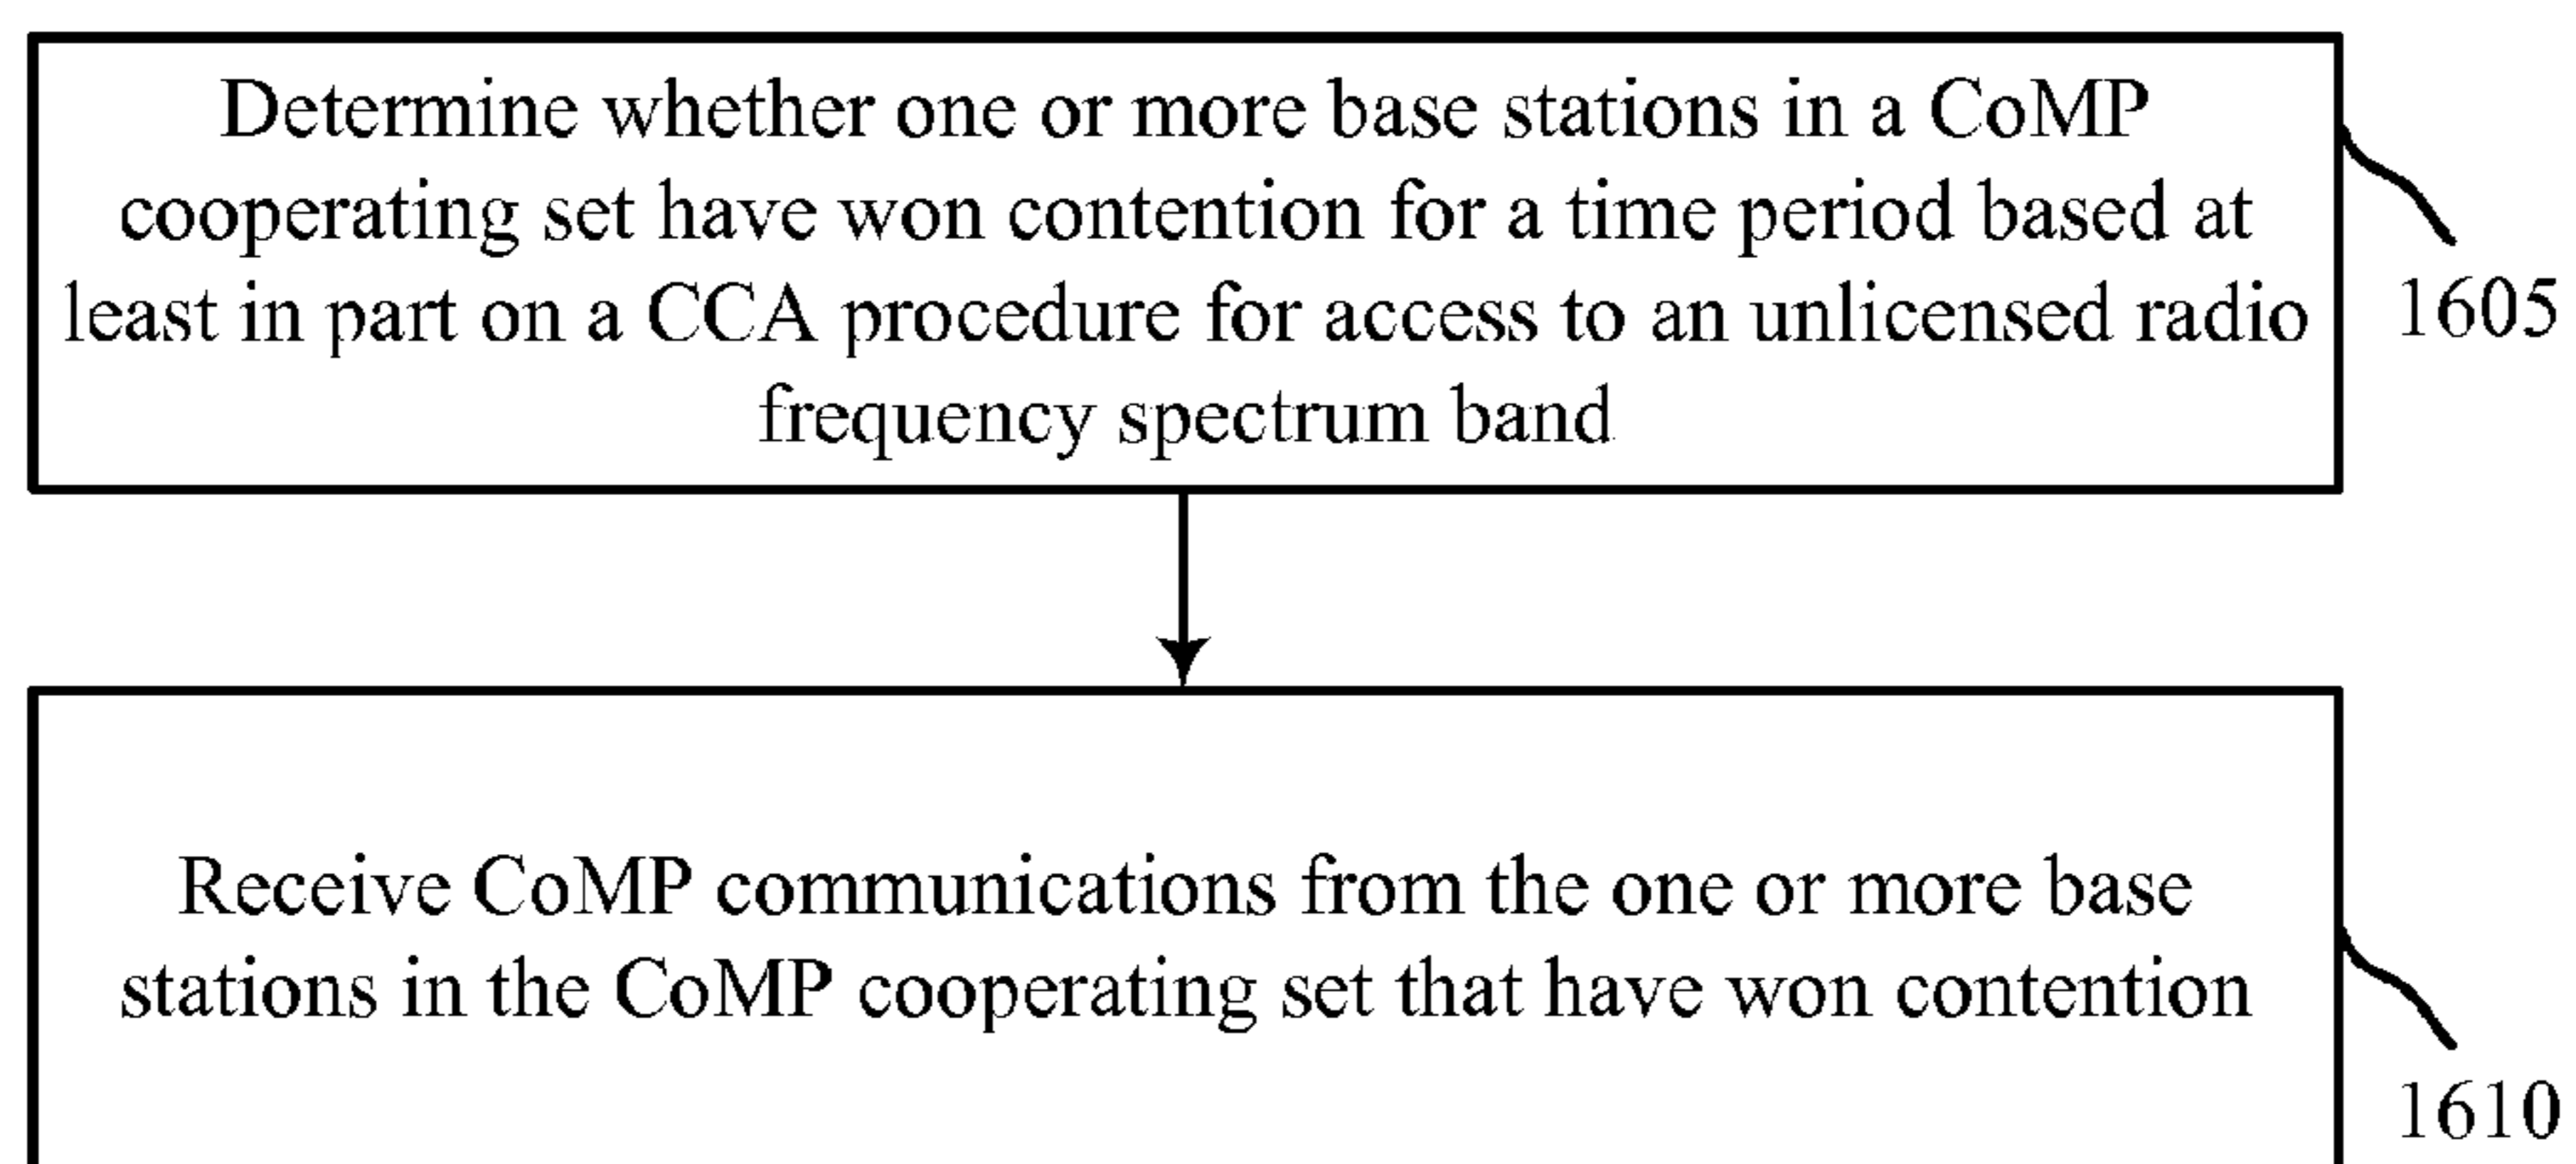 Determine whether one or more base stations in a CoMP
cooperating set have won contention for a time period based at
least in part on a CCA procedure for access to an unlicensed radio
frequency spectrum band
1605
Receive CoMP communications from the one or more base
stations in the CoMP cooperating set that have won contention
1610